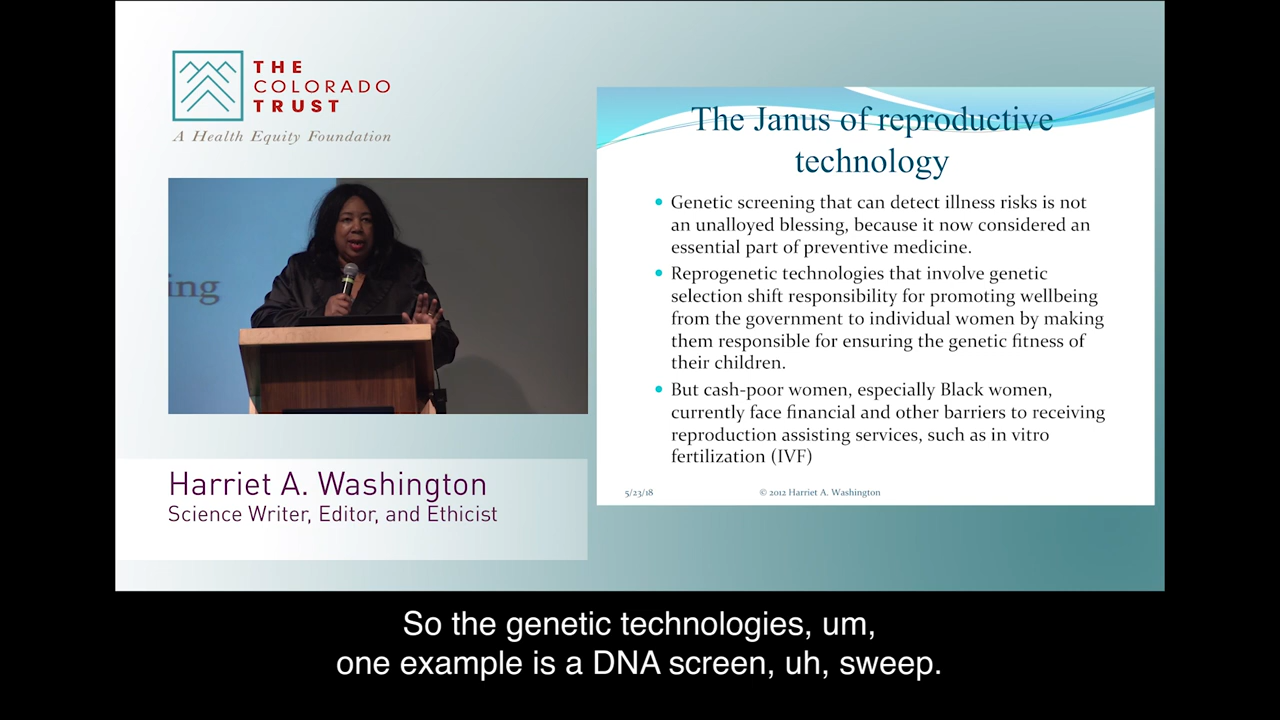 THE
COLORADO
TRUST
A Health Equity Foundation
ing
Harriet A. Washington
Science Writer, Editor, and Ethicist
The Janus of reproductive
technology
• Genetic screening that can detect illness risks is not
an unalloyed blessing, because it now considered an
essential part of preventive medicine.
• Reprogenetic technologies that involve genetic
selection shift responsibility for promoting wellbeing
from the government to individual women by making
them responsible for ensuring the genetic fitness of
their children.
• But cash-poor women, especially Black women,
currently face financial and other barriers to receiving
reproduction assisting services, such as in vitro
fertilization (IVF)
5/23/18
© 2012 Harriet A. Washington
So the genetic technologies, um,
one example is a DNA screen, uh, sweep.